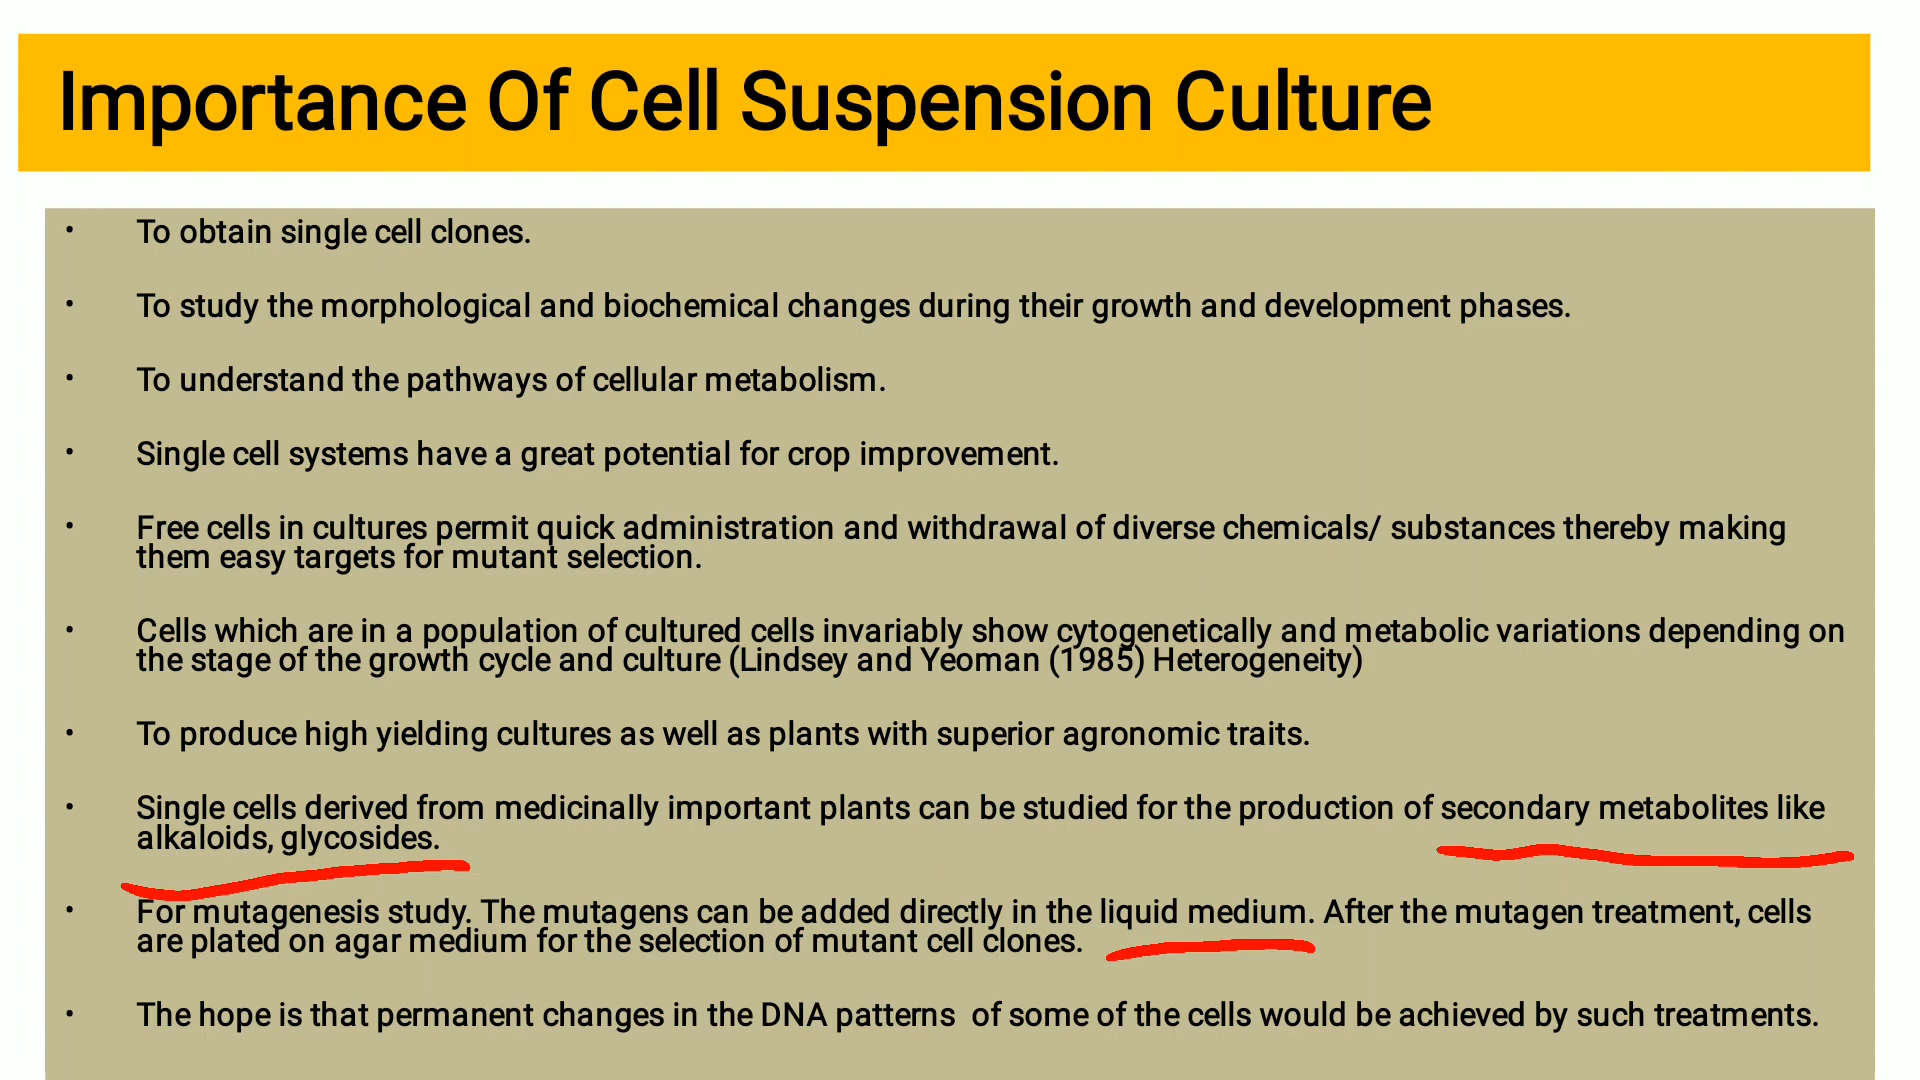 Importance Of Cell Suspension Culture
• To obtain single cell clones.
• To study the morphological and biochemical changes during their growth and development phases.
• To understand the pathways of cellular metabolism.
• Single cell systems have a great potential for crop improvement.
• Free cells in cultures permit quick administration and withdrawal of diverse chemicals/ substances thereby making
them easy targets for mutant selection.
• Cells which are in a population of cultured cells invariably show cytogenetically and metabolic variations depending on
the stage of the growth cycle and culture (Lindsey and Yeoman (1985) Heterogeneity)
• To produce high yielding cultures as well as plants with superior agronomic traits.
• Single cells derived from medicinally important plants can be studied for the production of secondary metabolites like
alkaloids, glycosides.
• For mutagenesis study. The mutagens can be added directly in the liquid medium. After the mutagen treatment, cells
are plated on agar medium for the selection of mutant cell clones.
• The hope is that permanent changes in the DNA patterns  of some of the cells would be achieved by such treatments.